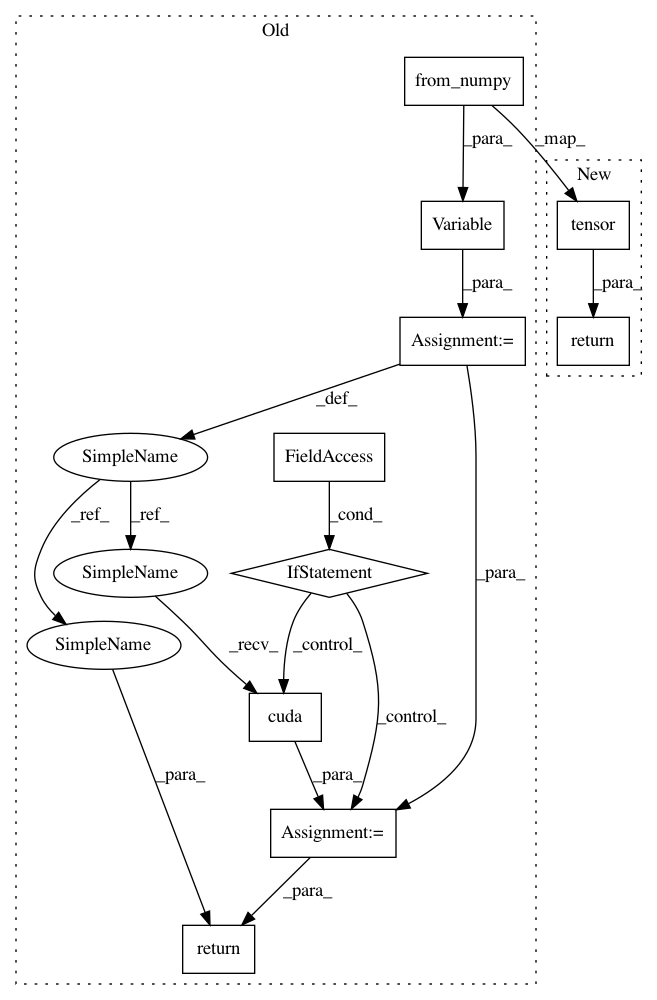 Old
from_numpy
_para_
_map_
New
Variable
tensor
_para_
_para_
Assignment:=
return
_def_
SimpleName
FieldAccess
_ref_
_ref_
_cond_
SimpleName
IfStatement
_para_
SimpleName
_recv_
_control_
cuda
_control_
_para_
_para_
Assignment:=
_para_
return